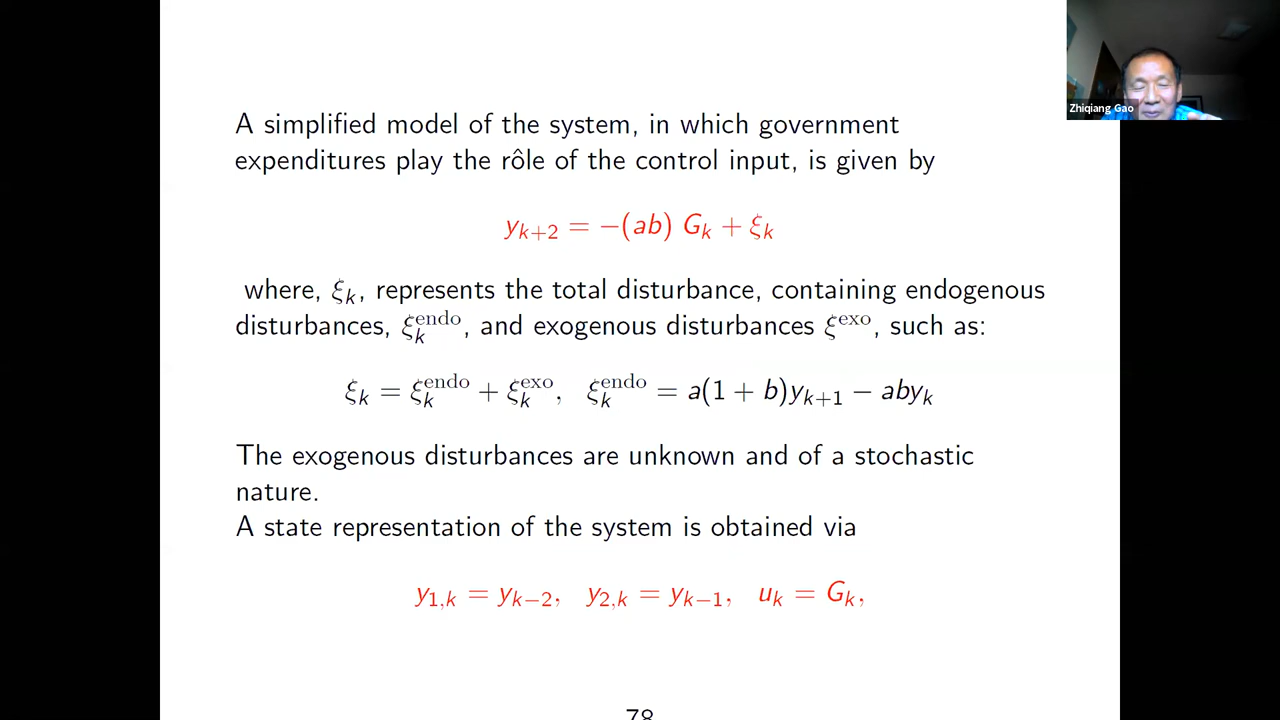 Zhiqiang Gao
A simplified model of the system, in which government
expenditures play the rôle of the control input, is given by
y_{k+2} = −(ab) G_k + ξ_k
where, ξ_k, represents the total disturbance, containing endogenous
disturbances, ξ_k^{endo}, and exogenous disturbances ξ^{exo}, such as:
ξ_k = ξ_k^{endo} + ξ_k^{exo}, ξ_k^{endo} = a(1 + b)y_{k+1} − aby_k
The exogenous disturbances are unknown and of a stochastic
nature.
A state representation of the system is obtained via
y_{1,k} = y_{k−2}, y_{2,k} = y_{k−1}, u_k = G_k,
78